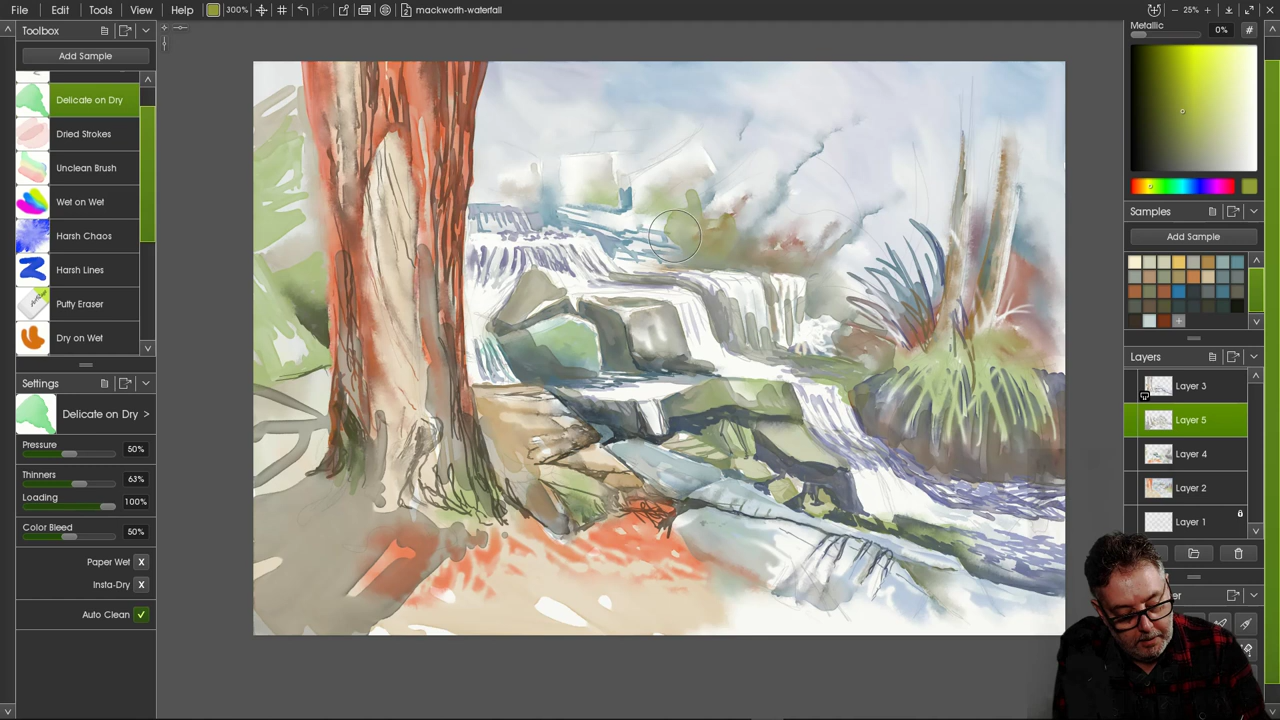 File Edit View Tools View Help 300% mackworth-waterfall 25%
Toolbox
Add Sample
Delicate on Dry
Dried Strokes
Unclean Brush
Wet on Wet
Harsh Chaos
Harsh Lines
Putty Eraser
Dry on Wet
Settings
Delicate on Dry >
Pressure 50%
Thinners 63%
Loading 100%
Color Bleed 50%
Paper Wet X
Insta-Dry X
Auto Clean
Metallic 0% #
Samples
Add Sample
Layers
Layer 3
Layer 5
Layer 4
Layer 2
Layer 1